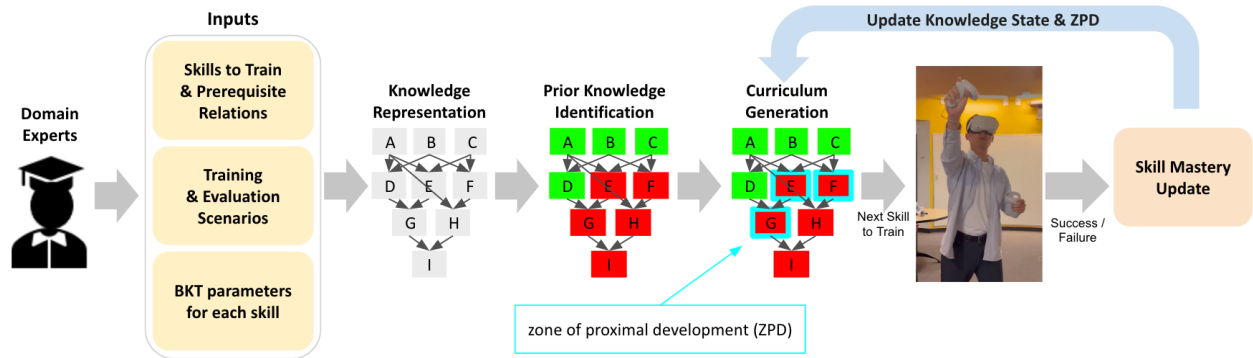 Inputs
Update Knowledge State & ZPD
Domain
Experts
Skills to Train
& Prerequisite
Relations
Training
& Evaluation
Scenarios
BKT parameters
for each skill
Knowledge
Representation
A B C
D E F
G H
I
Prior Knowledge
Identification
A B C
D E F
G H
I
Curriculum
Generation
A B C
D E F
G H
I
zone of proximal development (ZPD)
Next Skill
to Train
Success /
Failure
Skill Mastery
Update